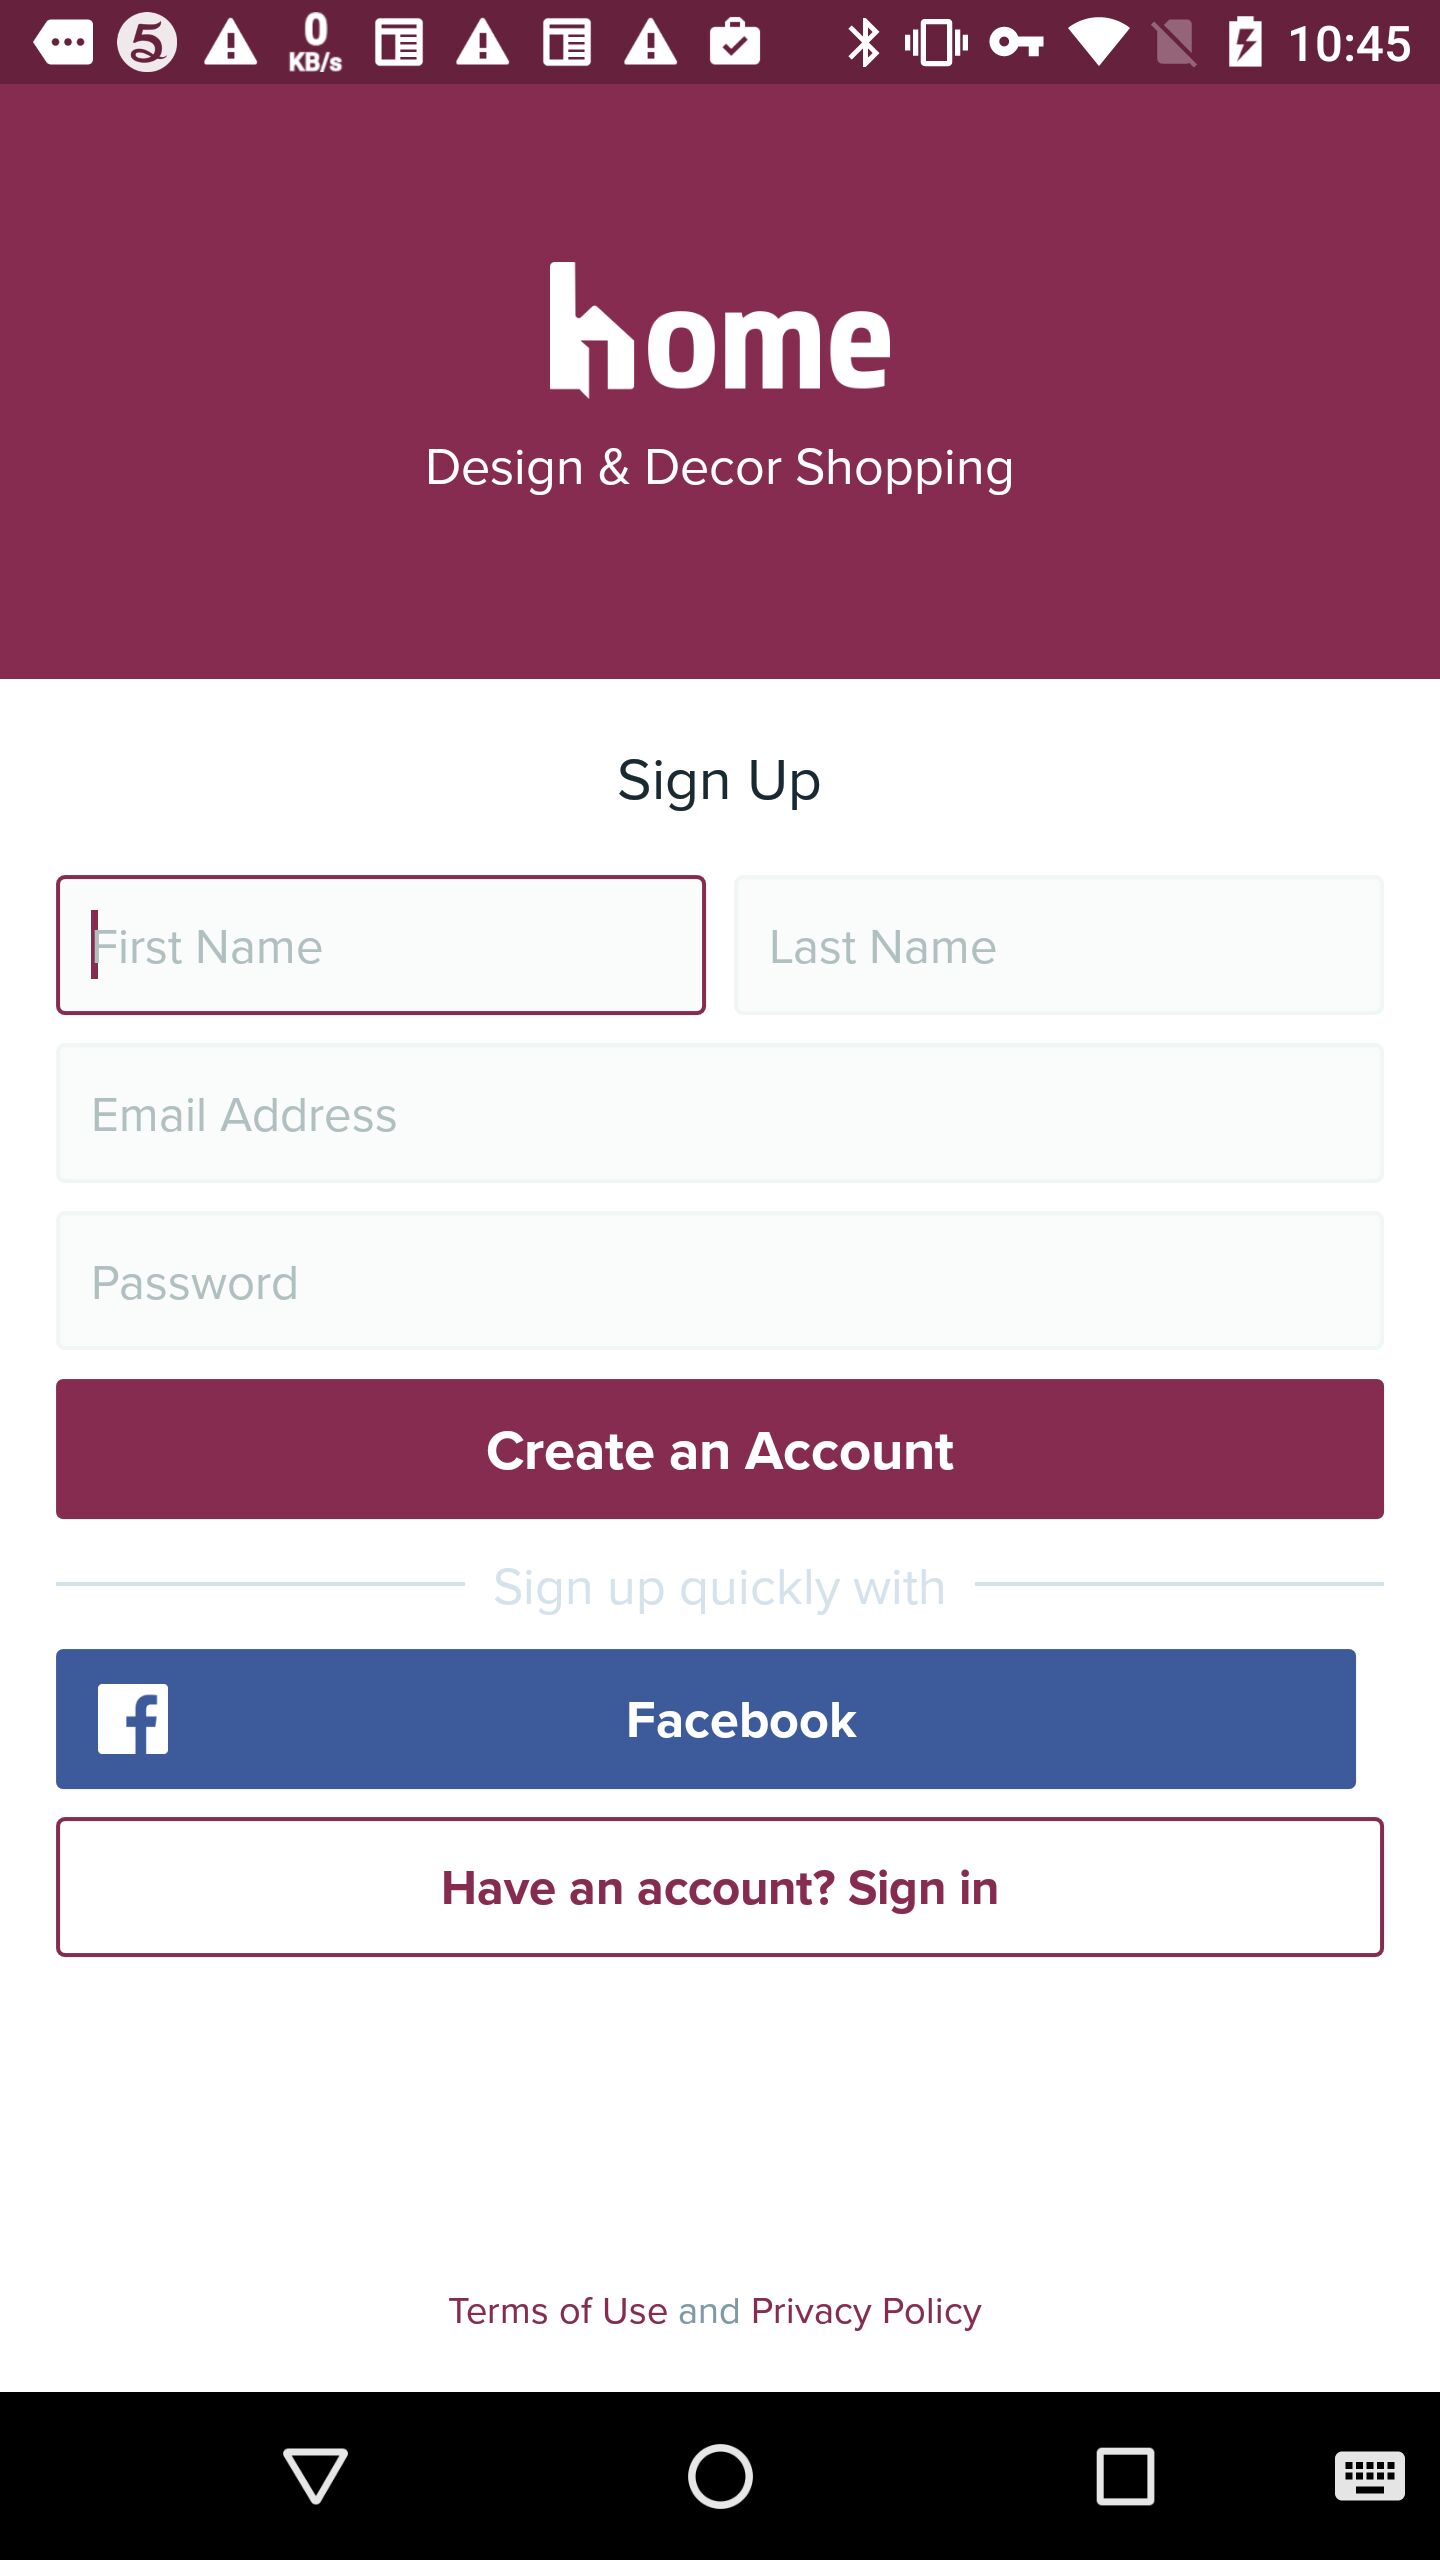 0
KB/s
10:45
home
Design & Decor Shopping
Sign Up
First Name
Last Name
Email Address
Password
Create an Account
Sign up quickly with
Facebook
Have an account? Sign in
Terms of Use and Privacy Policy